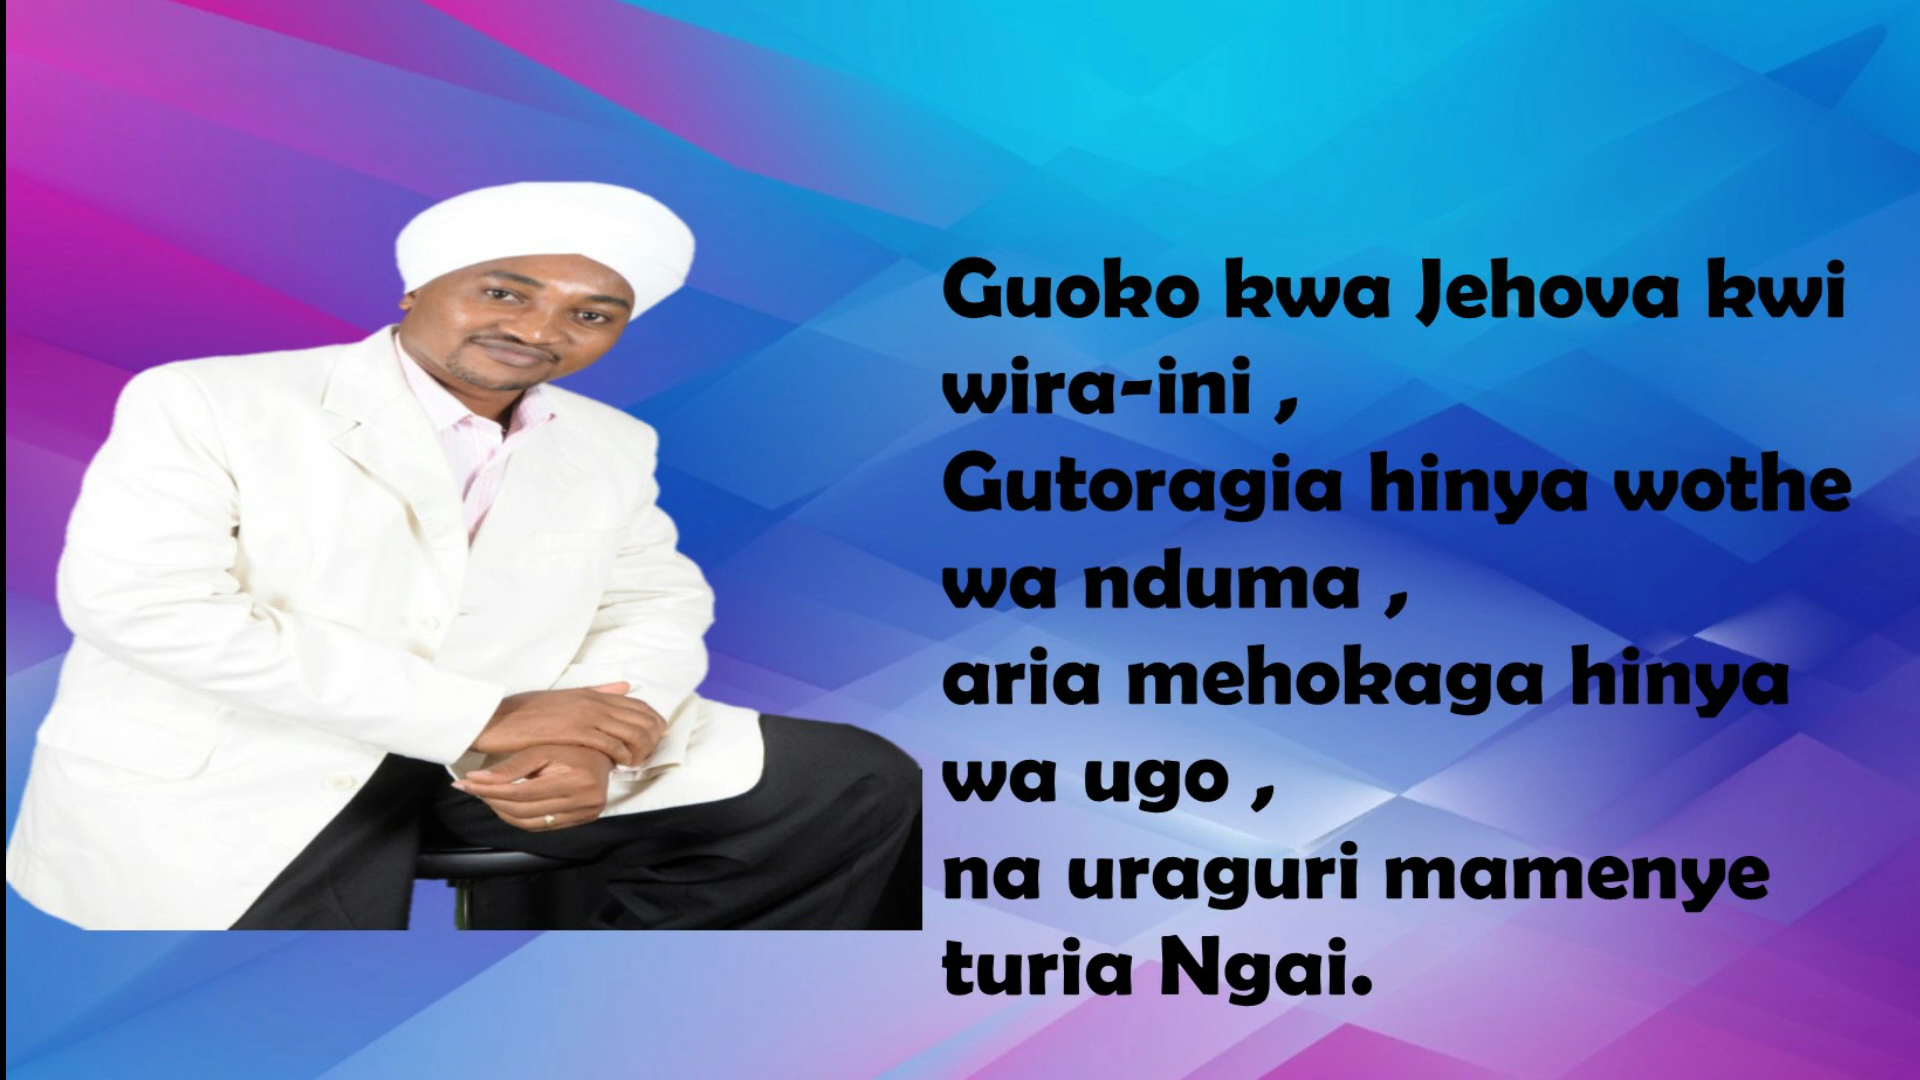 Guoko kwa Jehova kwi
wira-ini ,
Gutoragia hinya wothe
wa nduma ,
aria mehokaga hinya
wa ugo ,
na uraguri mamenye
turia Ngai.